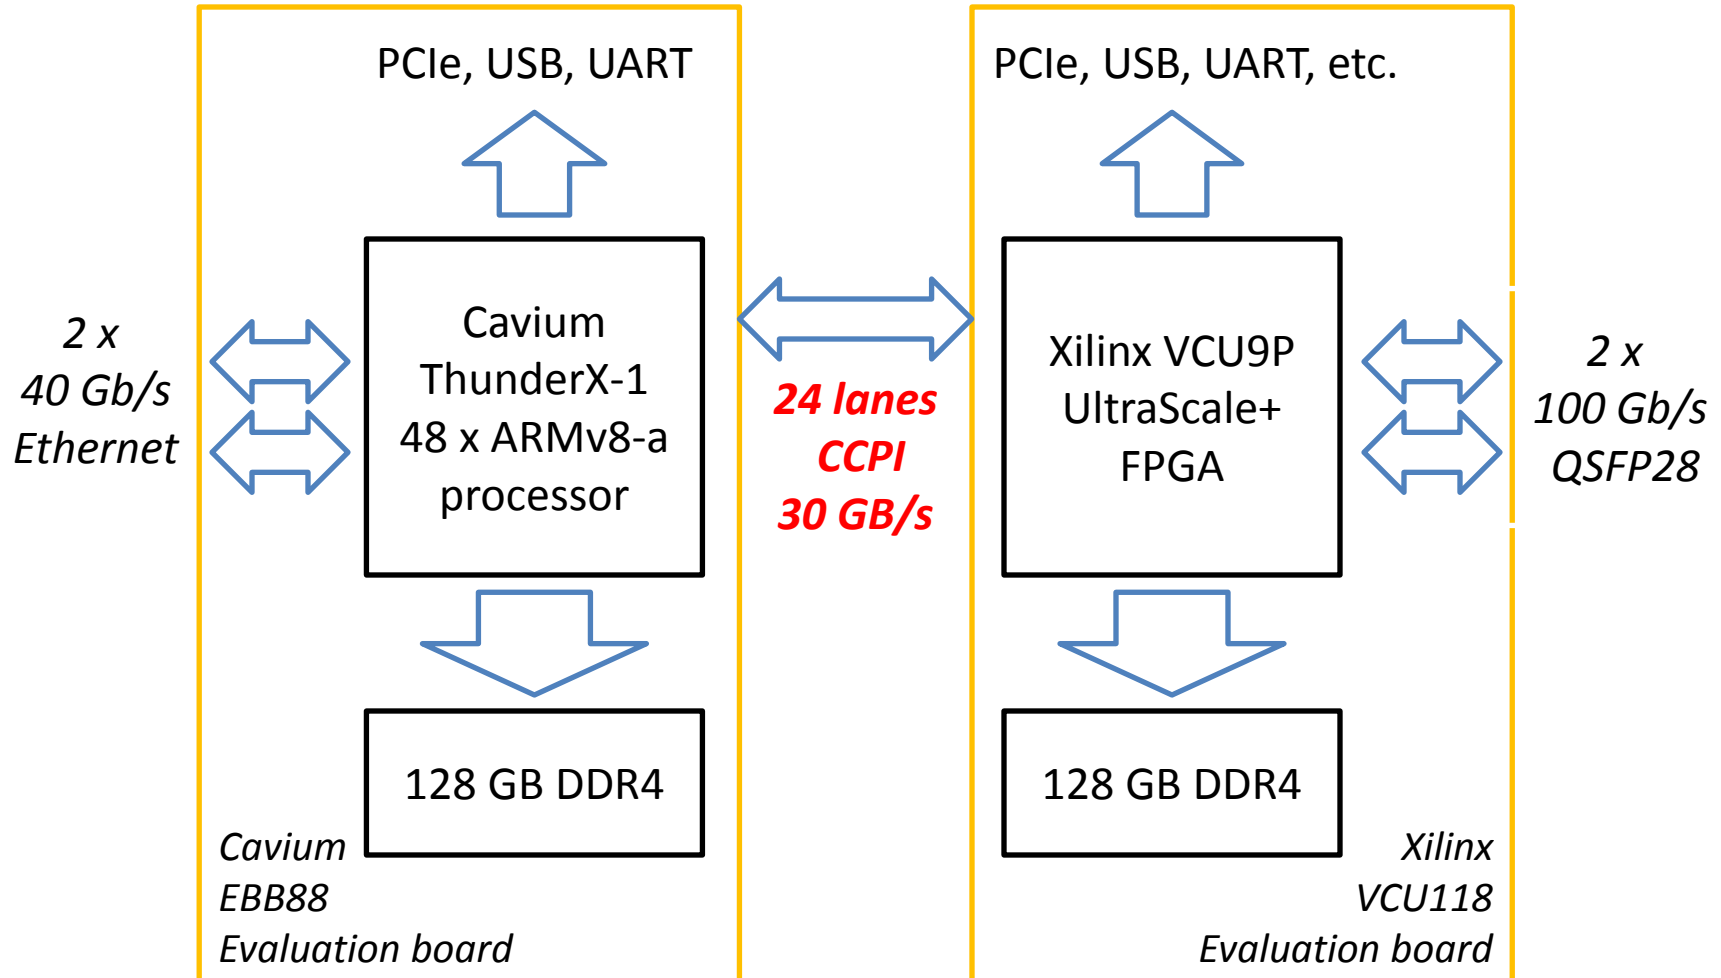 PCIe, USB, UART
PCIe, USB, UART, etc.
2 x
40 Gb/s
Ethernet
Cavium
ThunderX-1
48 x ARMv8-a
processor
24 lanes
CCPI
30 GB/s
Xilinx VCU9P
UltraScale+
FPGA
2 x
100 Gb/s
QSFP28
128 GB DDR4
128 GB DDR4
Cavium
EBB88
Evaluation board
Xilinx
VCU118
Evaluation board